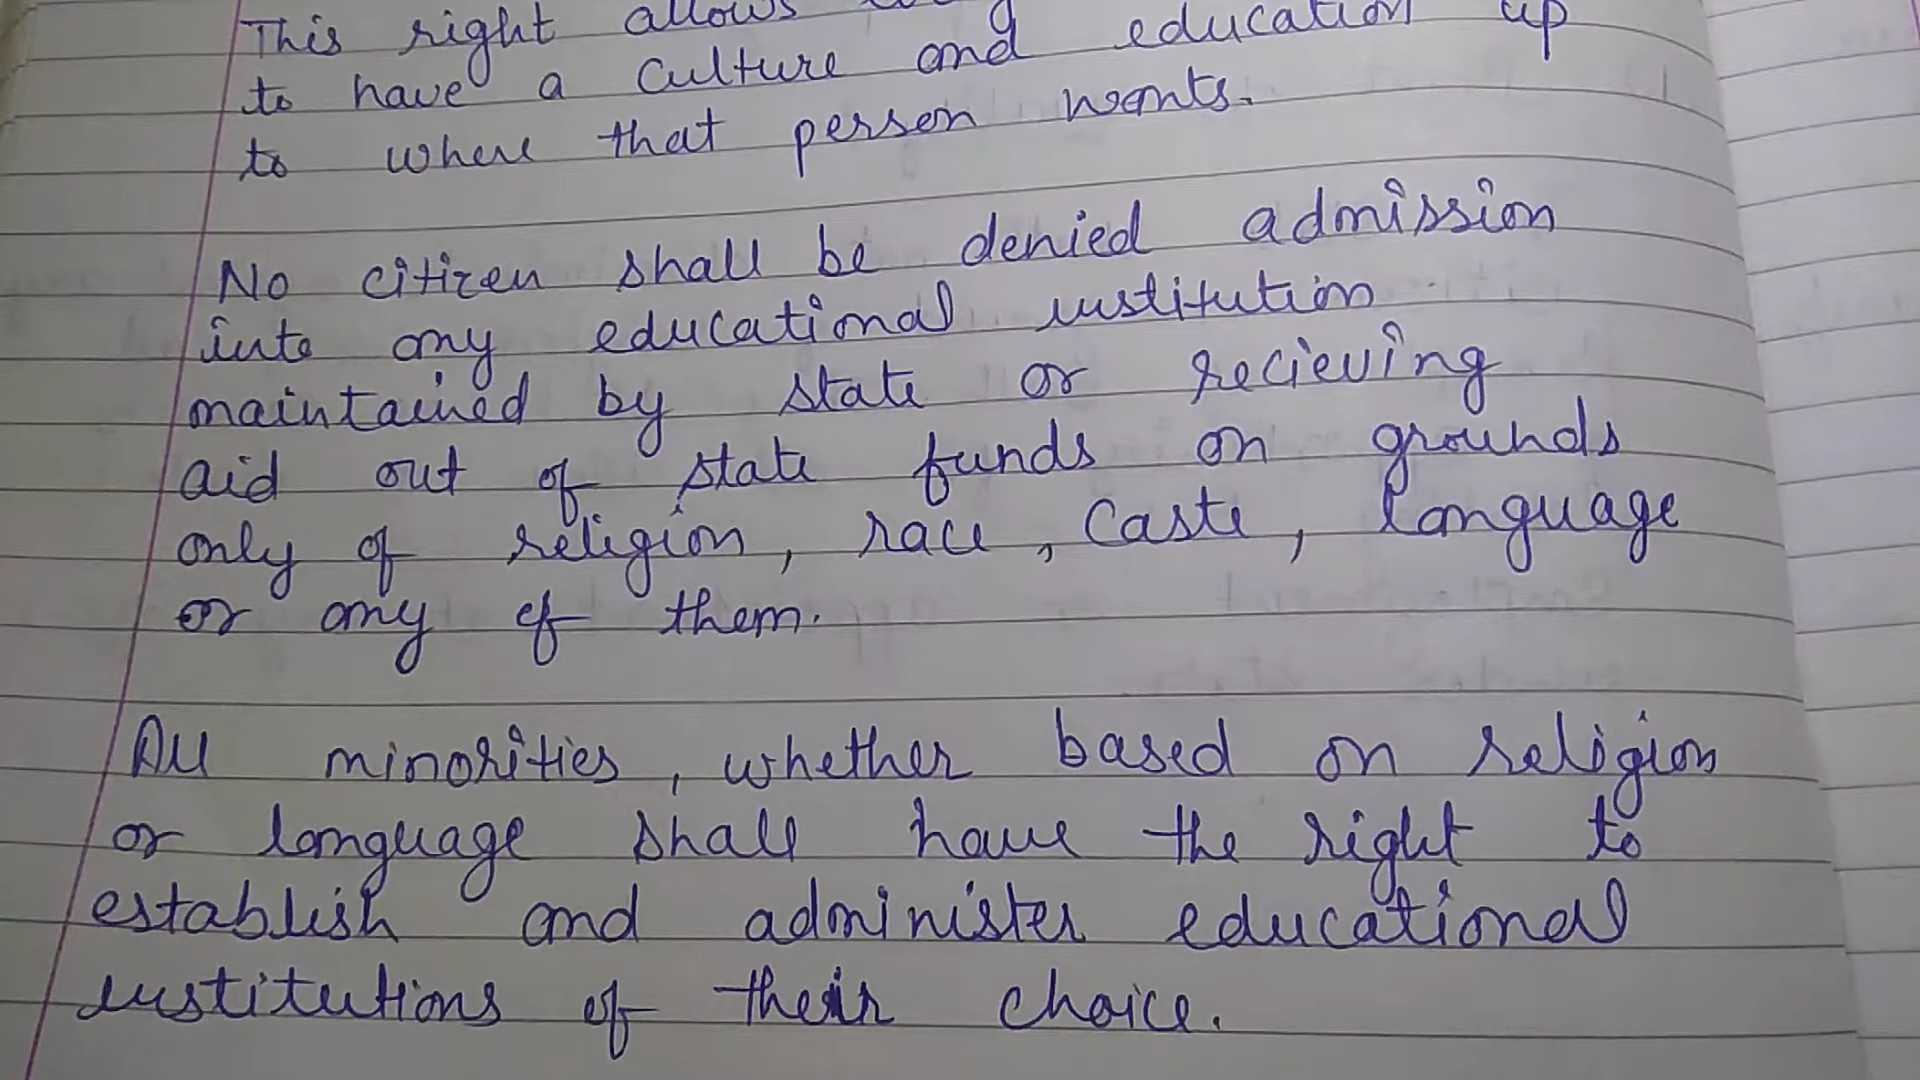 This right allows
to have a culture and education up
to where that person wants.
No citizen shall be denied admission
into any educational institution
maintained by state or recieving
aid out of state funds on grounds
only of religion, race, caste, language
or any of them.
All minorities, whether based on religion
or language shall have the right to
establish and administer educational
institutions of their choice.